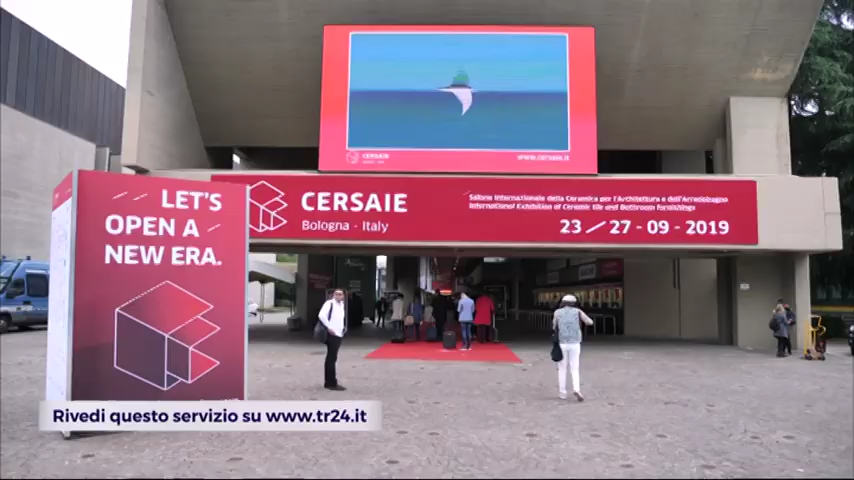 CERSAIE
www.cersaie.it
CERSAIE
Bologna - Italy
Salone Internazionale della Ceramica per l'Architettura e dell'Arredobagno
International Exhibition of Ceramic Tile and Bathroom Furnishings
23 / 27 - 09 - 2019
LET'S
OPEN A
NEW ERA.
Rivedi questo servizio su www.tr24.it